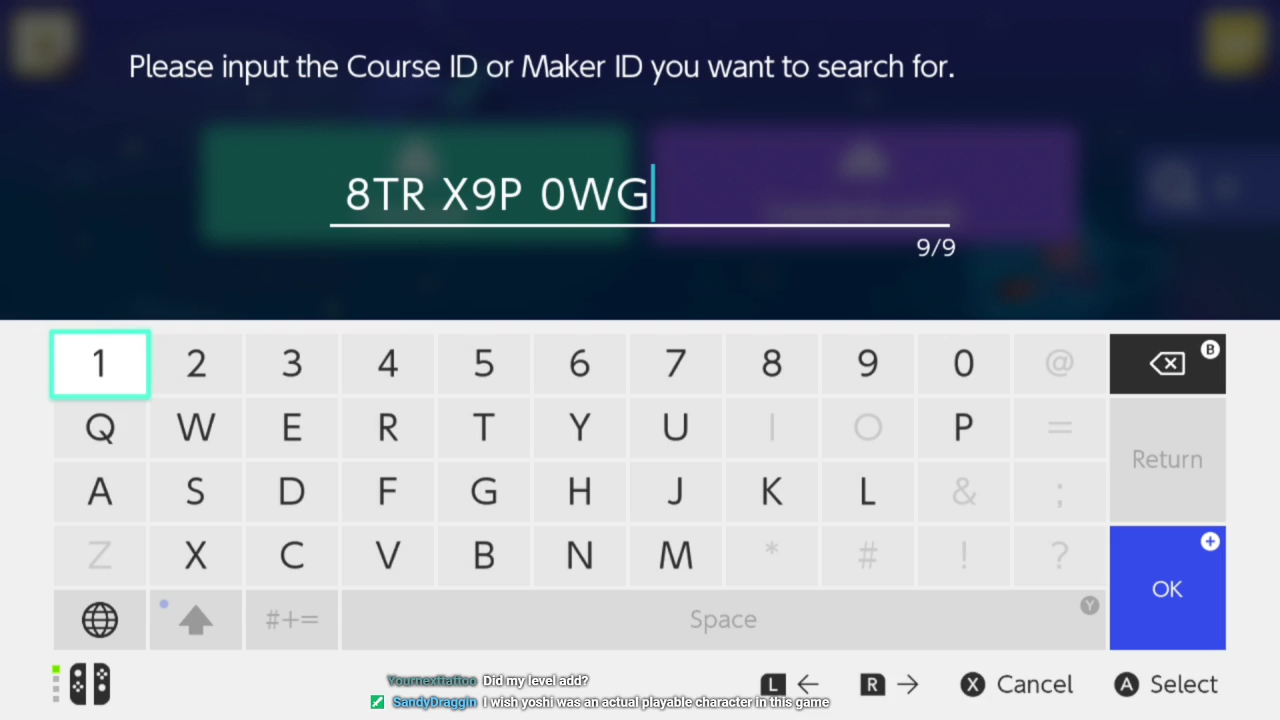 Please input the Course ID or Maker ID you want to search for.
8TR X9P 0WG
9/9
1 2 3 4 5 6 7 8 9 0 @ B
Q W E R T Y U I O P = Return
A S D F G H J K L & ;
Z X C V B N M * # ! ? + OK
#+= Space Y
L ← R → X Cancel A Select
Yournexttattoo Did my level add?
SandyDraggin I wish yoshi was an actual playable character in this game